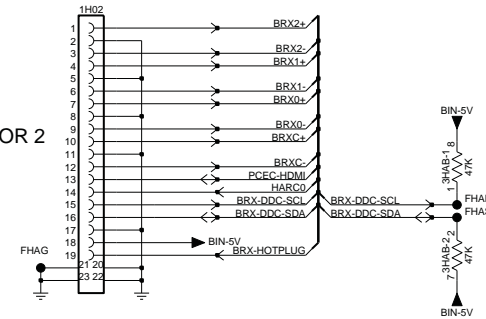 1H02
1 BRX2+
2
3 BRX2-
4 BRX1+
5
6 BRX1-
7 BRX0+
8
9 BRX0-
10 BRXC+
11
12 BRXC-
13 PCEC-HDMI
14 HARC0
15 BRX-DDC-SCL BRX-DDC-SCL
16 BRX-DDC-SDA BRX-DDC-SDA
17
18 BIN-5V
19 BRX-HOTPLUG
21 20
23 22
OR 2
FHAG
BIN-5V
8
3HAB-1
47K
1
2
3HAB-2
47K
7
BIN-5V